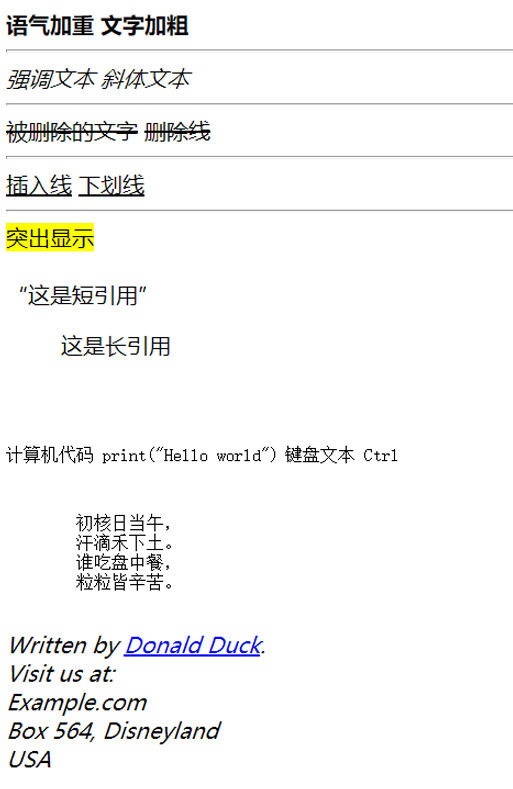 语气加重 文字加粗
强调文本 斜体文本
被删除的文字 删除线
插入线 下划线
突出显示
“这是短引用”
这是长引用
计算机代码 print("Hello world") 键盘文本 Ctrl
初核日当午，
汗滴禾下土。
谁吃盘中餐，
粒粒皆辛苦。
Written by Donald Duck.
Visit us at:
Example.com
Box 564, Disneyland
USA